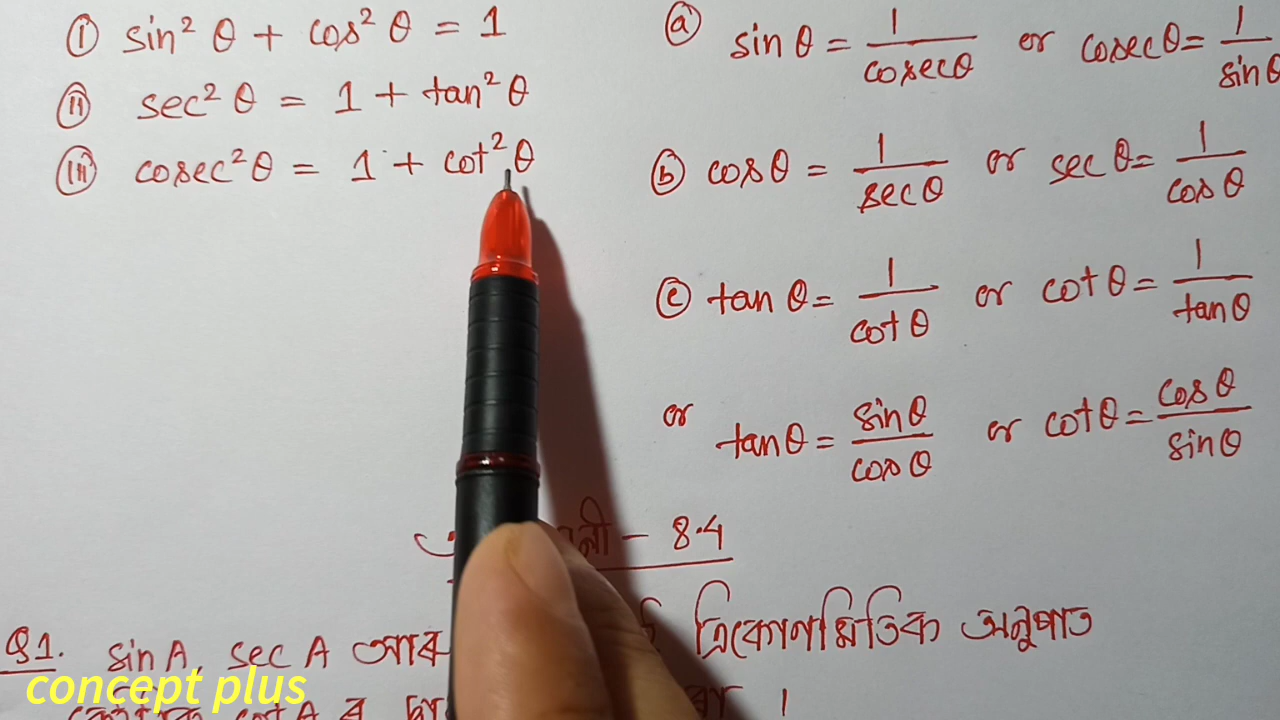 (i) sin² θ + cos² θ = 1
(ii) sec² θ = 1 + tan² θ
(iii) cosec² θ = 1 + cot² θ
(a) sin θ = 1/cosec θ or cosec θ = 1/sin θ
(b) cos θ = 1/sec θ or sec θ = 1/cos θ
(c) tan θ = 1/cot θ or cot θ = 1/tan θ
or tan θ = sin θ/cos θ or cot θ = cos θ/sin θ
- 8.4
Q1. sin A, sec A আৰু ত্ৰিকোণমিতিক অনুপাত
cot A ৰ ।
concept plus